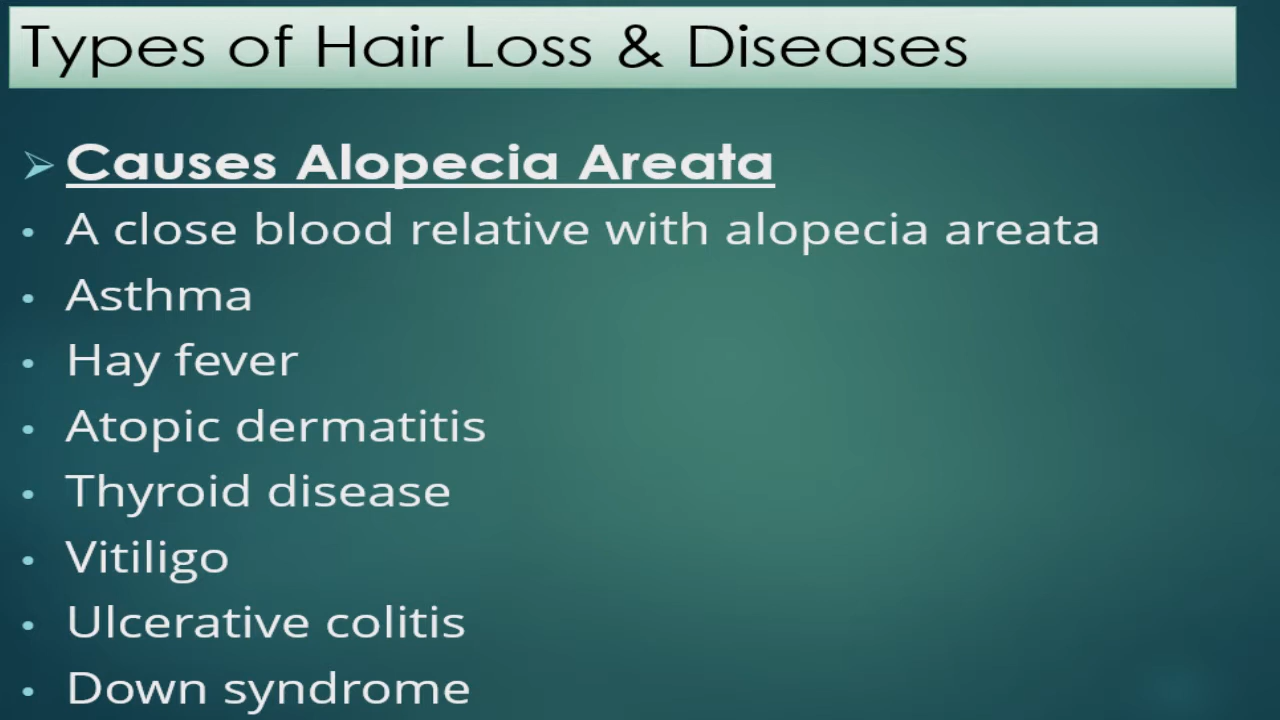 Types of Hair Loss & Diseases
➢ Causes Alopecia Areata
• A close blood relative with alopecia areata
• Asthma
• Hay fever
• Atopic dermatitis
• Thyroid disease
• Vitiligo
• Ulcerative colitis
• Down syndrome